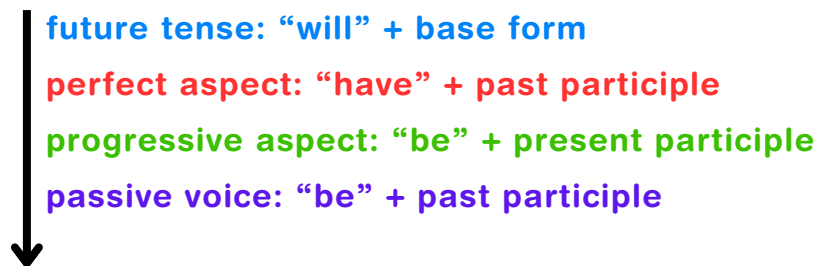 future tense: “will” + base form
perfect aspect: “have” + past participle
progressive aspect: “be” + present participle
passive voice: “be” + past participle